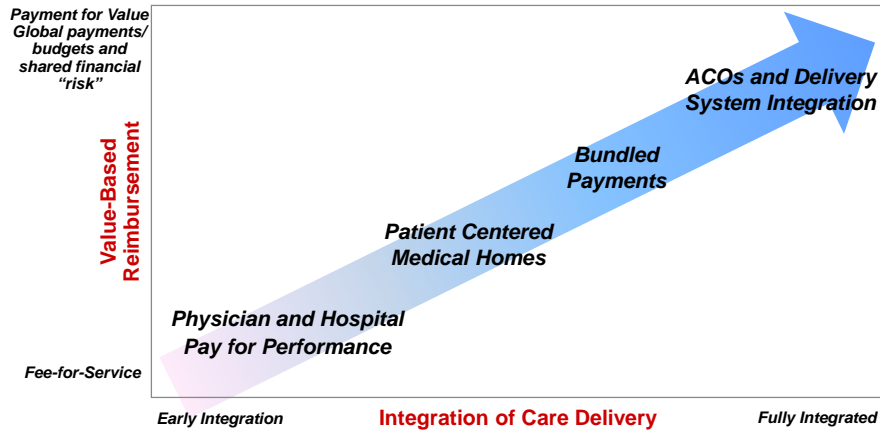 Payment for Value
Global payments/
budgets and
shared financial
“risk”
ACOs and Delivery
System Integration
Bundled
Payments
Value-Based
Reimbursement
Patient Centered
Medical Homes
Physician and Hospital
Pay for Performance
Fee-for-Service
Early Integration
Integration of Care Delivery
Fully Integrated